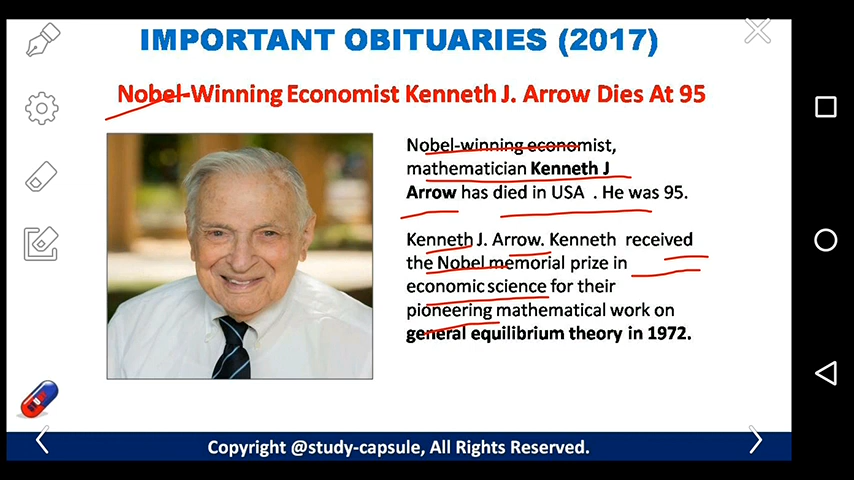 IMPORTANT OBITUARIES (2017)
Nobel-Winning Economist Kenneth J. Arrow Dies At 95
Nobel-winning economist,
mathematician Kenneth J
Arrow has died in USA . He was 95.
Kenneth J. Arrow. Kenneth received
the Nobel memorial prize in
economic science for their
pioneering mathematical work on
general equilibrium theory in 1972.
Copyright @study-capsule, All Rights Reserved.